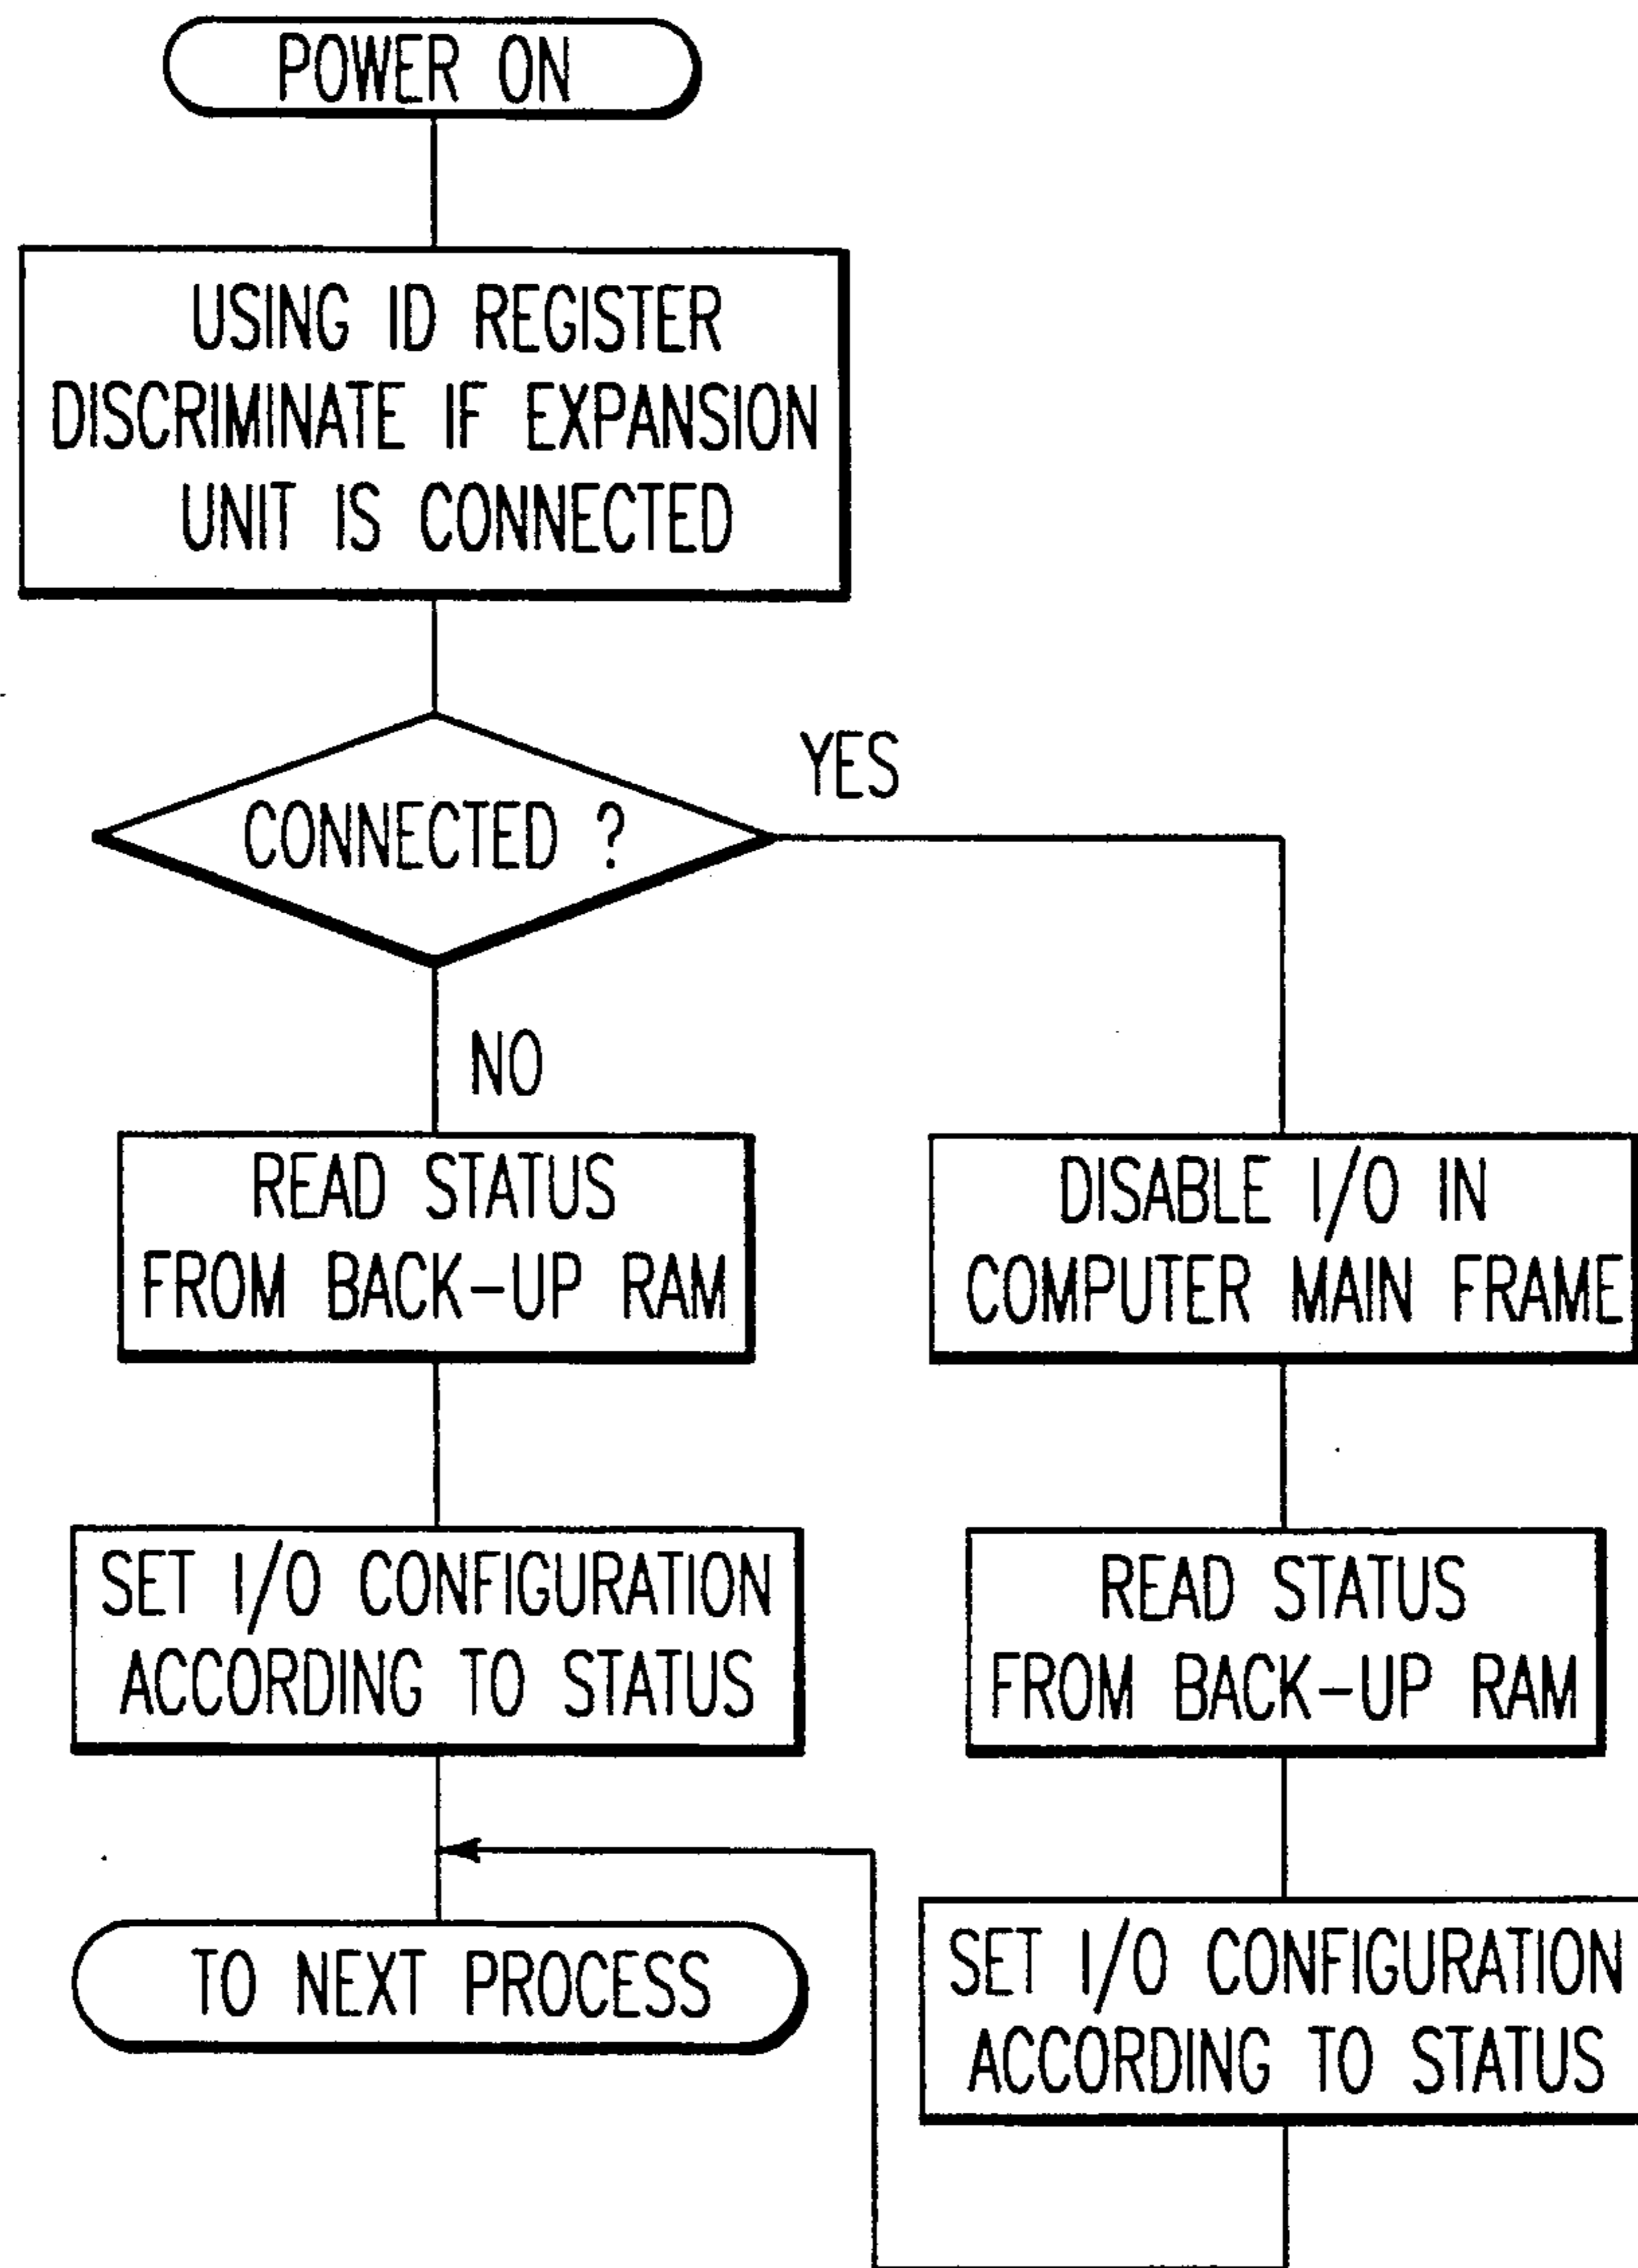 POWER ON
USING ID REGISTER
DISCRIMINATE IF EXPANSION
UNIT IS CONNECTED
CONNECTED ?
YES
NO
READ STATUS
FROM BACK-UP RAM
SET I/O CONFIGURATION
ACCORDING TO STATUS
TO NEXT PROCESS
DISABLE I/O IN
COMPUTER MAIN FRAME
READ STATUS
FROM BACK-UP RAM
SET I/O CONFIGURATION
ACCORDING TO STATUS